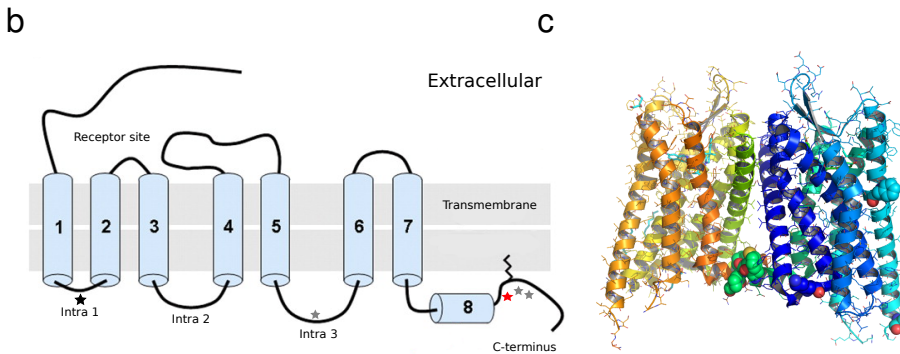 b
c
Extracellular
Receptor site
1
2
3
4
5
6
7
Transmembrane
8
Intra 1
Intra 2
Intra 3
C-terminus